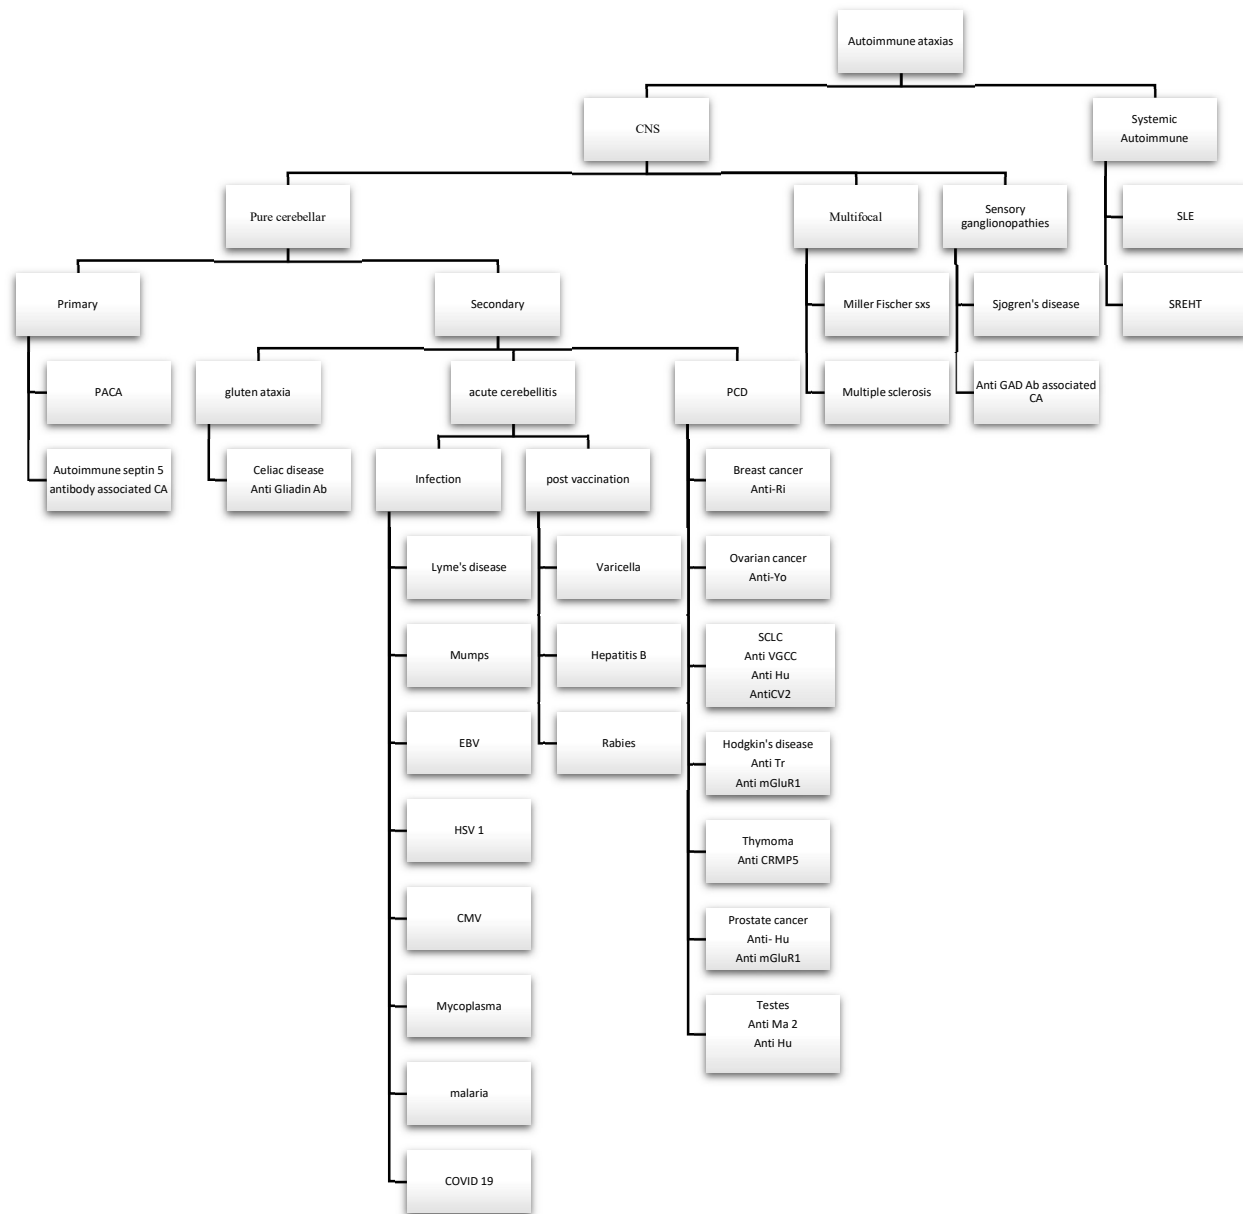 Autoimmune ataxias
CNS
Systemic
Autoimmune
Pure cerebellar
Multifocal
Sensory
ganglionopathies
SLE
Primary
Secondary
Miller Fischer sxs
Sjogren's disease
SREHT
PACA
gluten ataxia
acute cerebellitis
PCD
Multiple sclerosis
Anti GAD Ab associated
CA
Autoimmune septin 5
antibody associated CA
Celiac disease
Anti Gliadin Ab
Infection
post vaccination
Breast cancer
Anti-Ri
Lyme's disease
Varicella
Ovarian cancer
Anti-Yo
Mumps
Hepatitis B
SCLC
Anti VGCC
Anti Hu
AntiCV2
EBV
Rabies
Hodgkin's disease
Anti Tr
Anti mGluR1
HSV 1
Thymoma
Anti CRMP5
CMV
Prostate cancer
Anti- Hu
Anti mGluR1
Mycoplasma
Testes
Anti Ma 2
Anti Hu
malaria
COVID 19